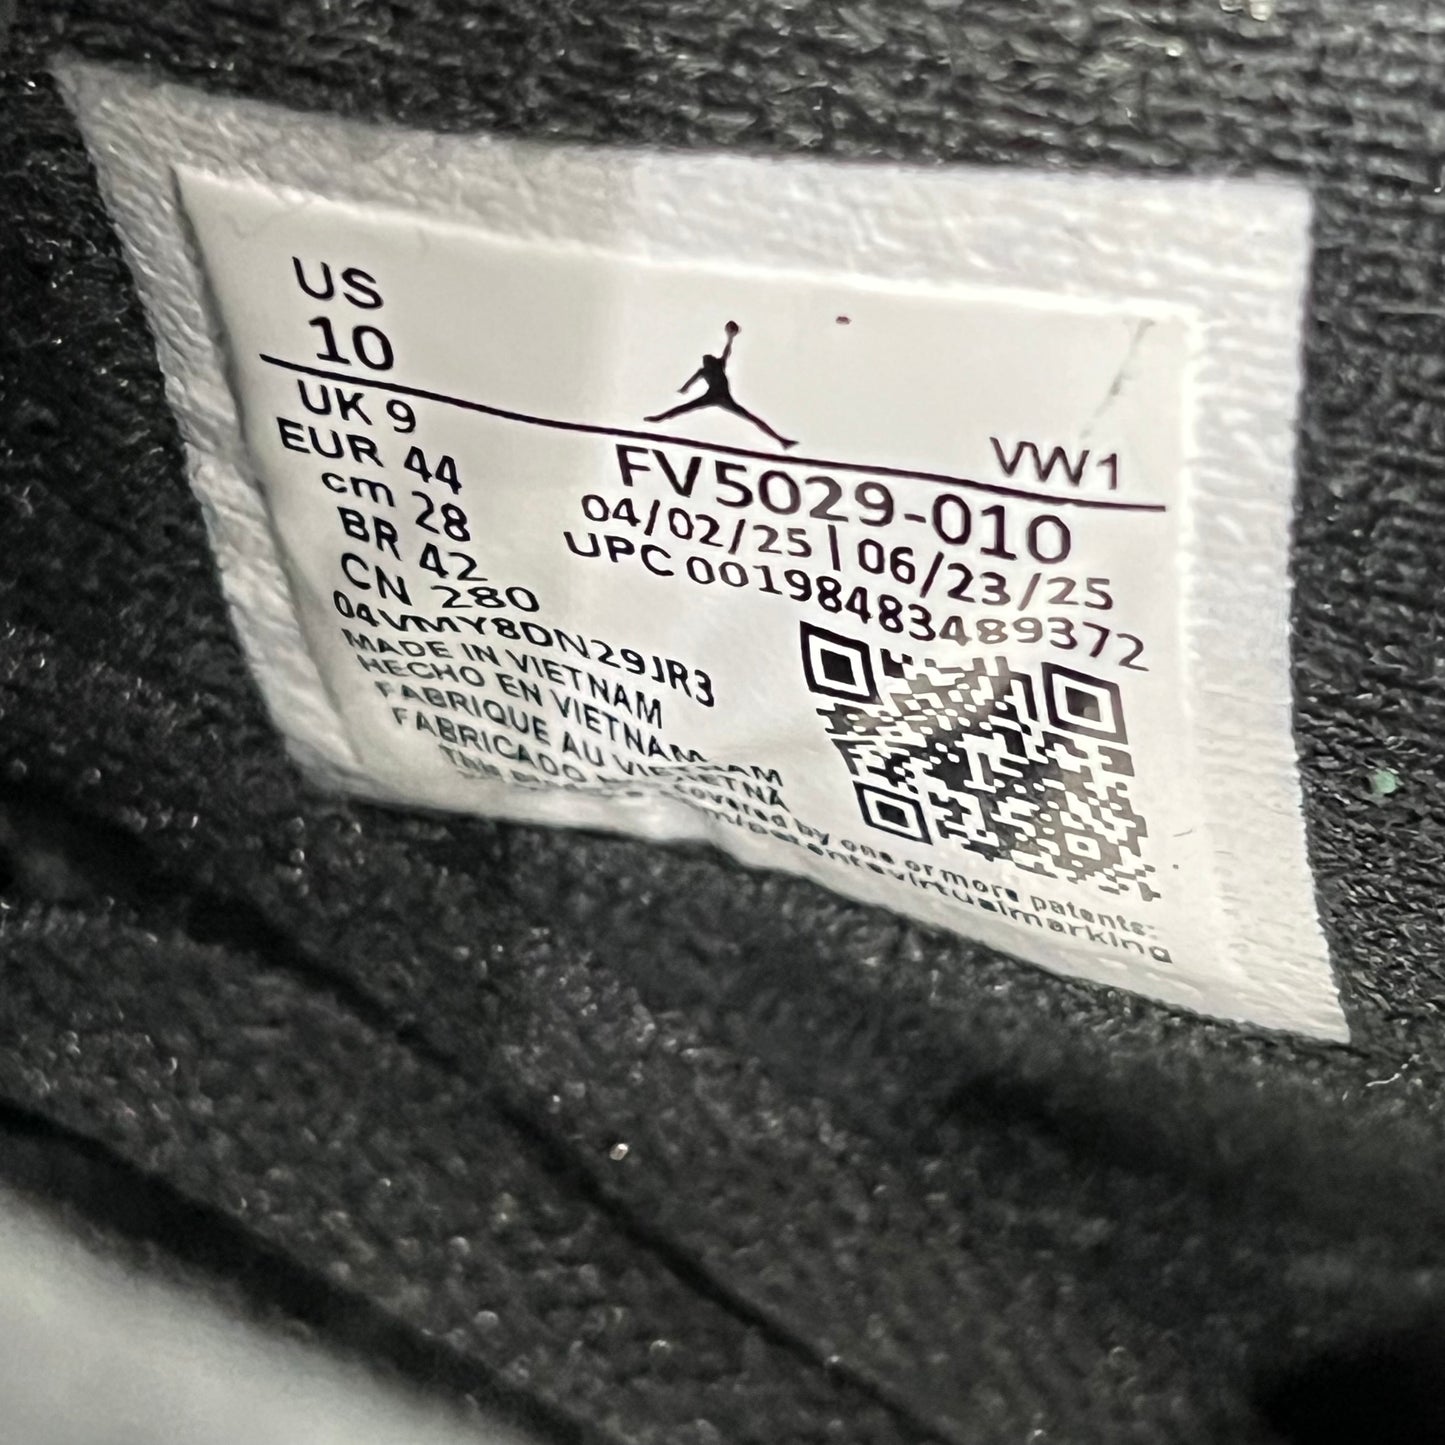 US
10
UK 9
EUR 44
cm 28
BR 42
CN 280
04VMY8DN29JR3
MADE IN VIETNAM
HECHO EN VIETNAM
FABRIQUE AU VIETNAM
FABRICADO
VW1
FV5029-010
04/02/25 | 06/23/25
UPC 00198483489372
This covered by one or more patents: